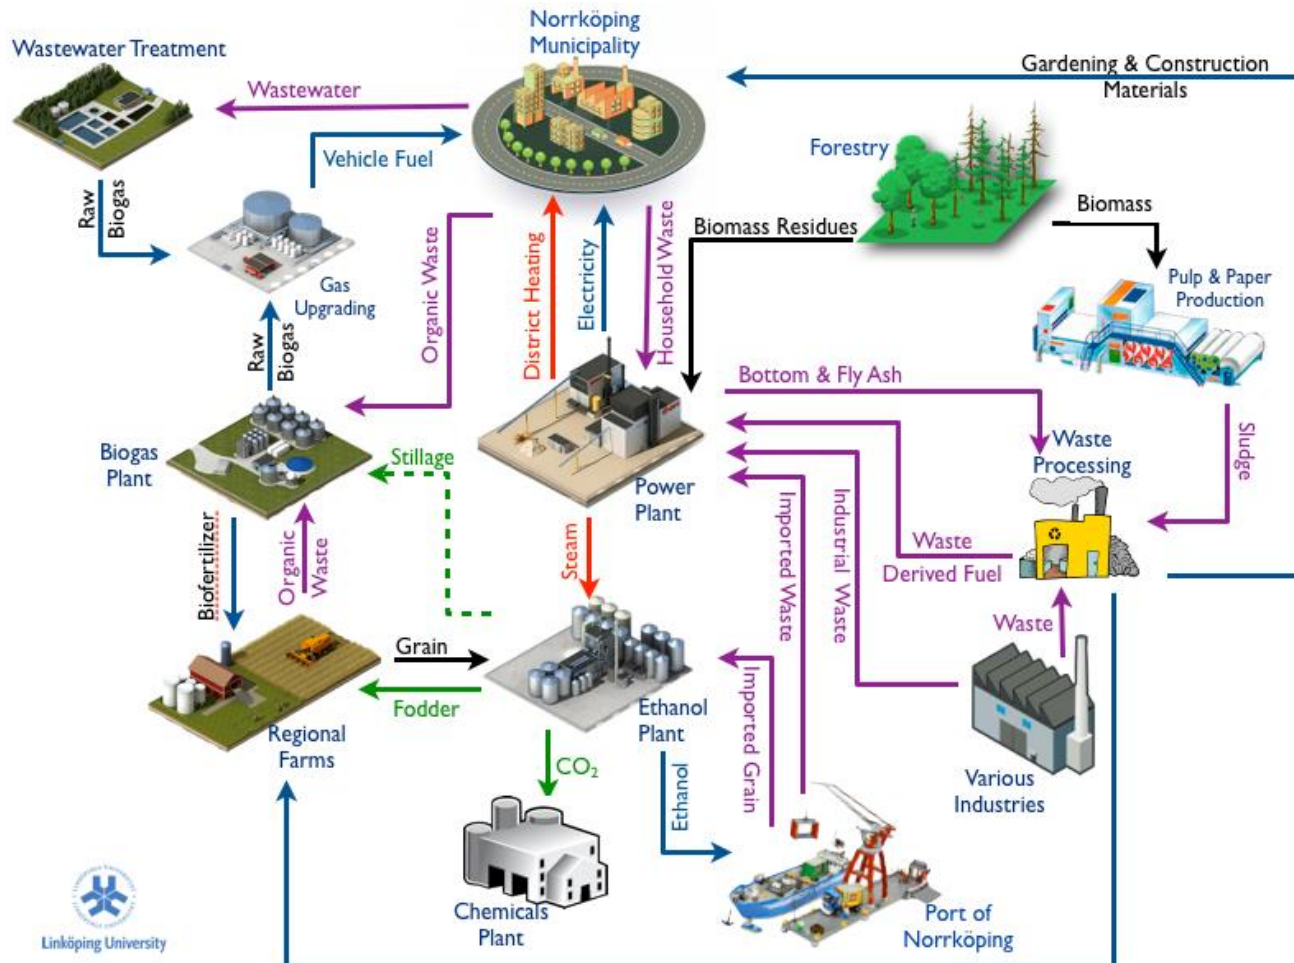 Norrköping
Municipality
Wastewater Treatment
Gardening & Construction
Materials
Wastewater
Vehicle Fuel
Forestry
Raw
Biogas
Biomass Residues
Biomass
Organic Waste
District Heating
Electricity
Household Waste
Gas
Upgrading
Pulp & Paper
Production
Raw
Biogas
Bottom & Fly Ash
Biogas
Plant
Stillage
Waste
Processing
Sludge
Power
Plant
Imported Waste
Industrial Waste
Biofertilizer
Organic
Waste
Steam
Waste
Derived Fuel
Grain
Waste
Fodder
Ethanol
Plant
Imported Grain
Regional
Farms
CO₂
Ethanol
Various
Industries
LINKÖPING UNIVERSITY
Linköping University
Chemicals
Plant
Port of
Norrköping